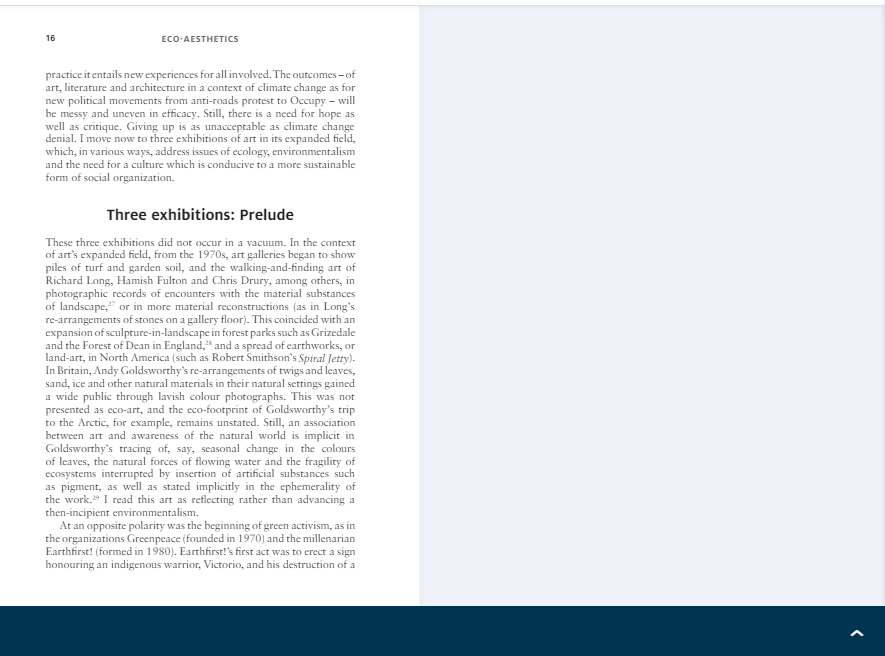 16
ECO-AESTHETICS
practice it entails new experiences for all involved. The outcomes – of
art, literature and architecture in a context of climate change as for
new political movements from anti-roads protest to Occupy – will
be messy and uneven in efficacy. Still, there is a need for hope as
well as critique. Giving up is as unacceptable as climate change
denial. I move now to three exhibitions of art in its expanded field,
which, in various ways, address issues of ecology, environmentalism
and the need for a culture which is conducive to a more sustainable
form of social organization.
Three exhibitions: Prelude
These three exhibitions did not occur in a vacuum. In the context
of art's expanded field, from the 1970s, art galleries began to show
piles of turf and garden soil, and the walking-and-finding art of
Richard Long, Hamish Fulton and Chris Drury, among others, in
photographic records of encounters with the material substances
of landscape,27 or in more material reconstructions (as in Long's
re-arrangements of stones on a gallery floor). This coincided with an
expansion of sculpture-in-landscape in forest parks such as Grizedale
and the Forest of Dean in England,28 and a spread of earthworks, or
land-art, in North America (such as Robert Smithson's Spiral Jetty).
In Britain, Andy Goldsworthy's re-arrangements of twigs and leaves,
sand, ice and other natural materials in their natural settings gained
a wide public through lavish colour photographs. This was not
presented as eco-art, and the eco-footprint of Goldsworthy's trip
to the Arctic, for example, remains unstated. Still, an association
between art and awareness of the natural world is implicit in
Goldsworthy's tracing of, say, seasonal change in the colours
of leaves, the natural forces of flowing water and the fragility of
ecosystems interrupted by insertion of artificial substances such
as pigment, as well as stated implicitly in the ephemerality of
the work.29 I read this art as reflecting rather than advancing a
then-incipient environmentalism.
At an opposite polarity was the beginning of green activism, as in
the organizations Greenpeace (founded in 1970) and the millenarian
Earthfirst! (formed in 1980). Earthfirst!'s first act was to erect a sign
honouring an indigenous warrior, Victorio, and his destruction of a